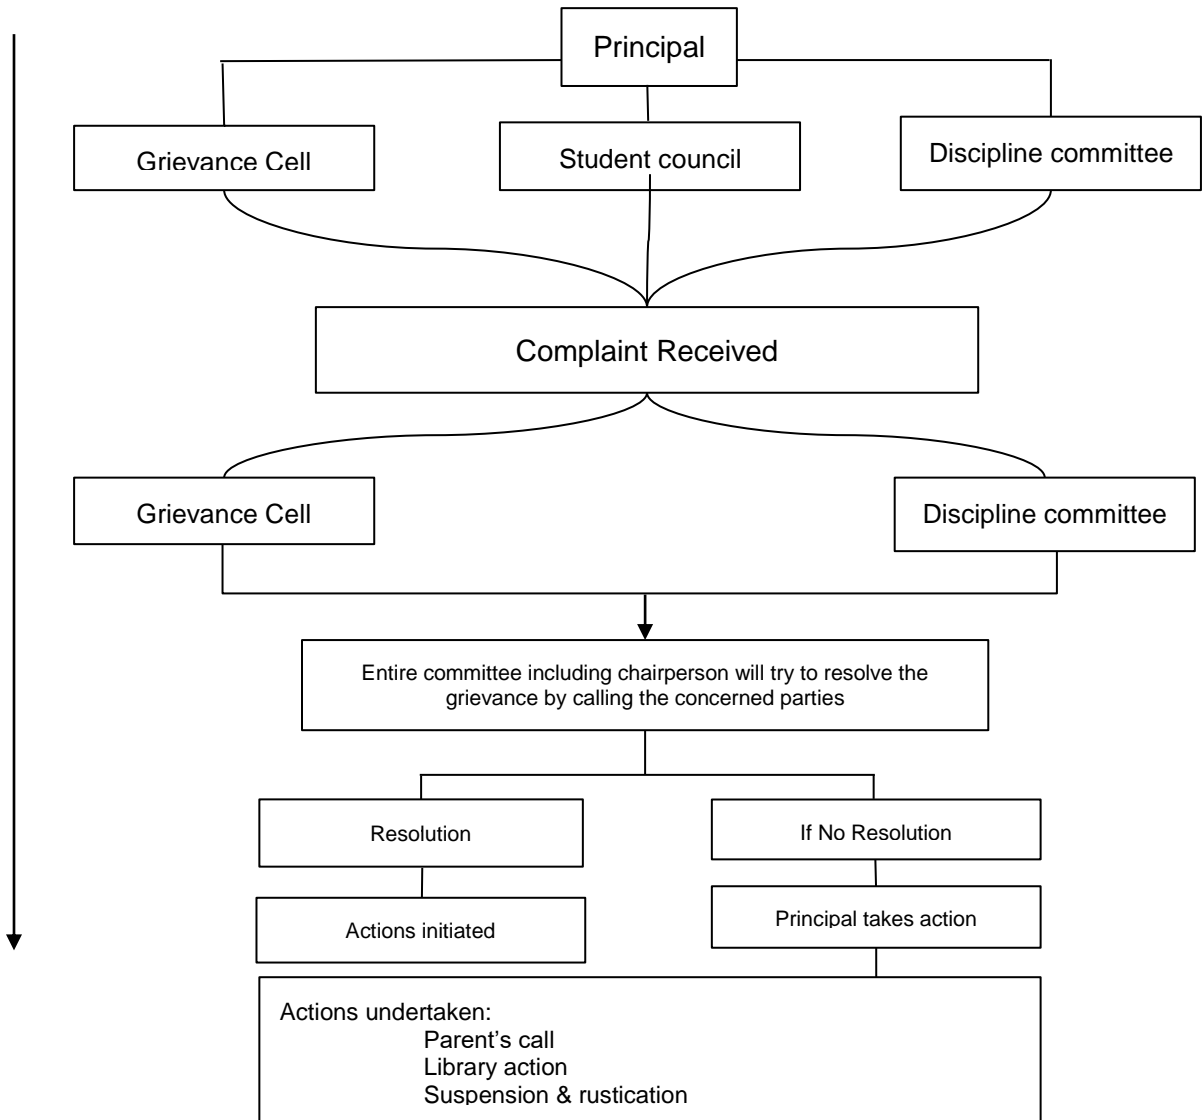 Principal
Grievance Cell
Student council
Discipline committee
Complaint Received
Grievance Cell
Discipline committee
Entire committee including chairperson will try to resolve the
grievance by calling the concerned parties
Resolution
If No Resolution
Actions initiated
Principal takes action
Actions undertaken:
Parent’s call
Library action
Suspension & rustication